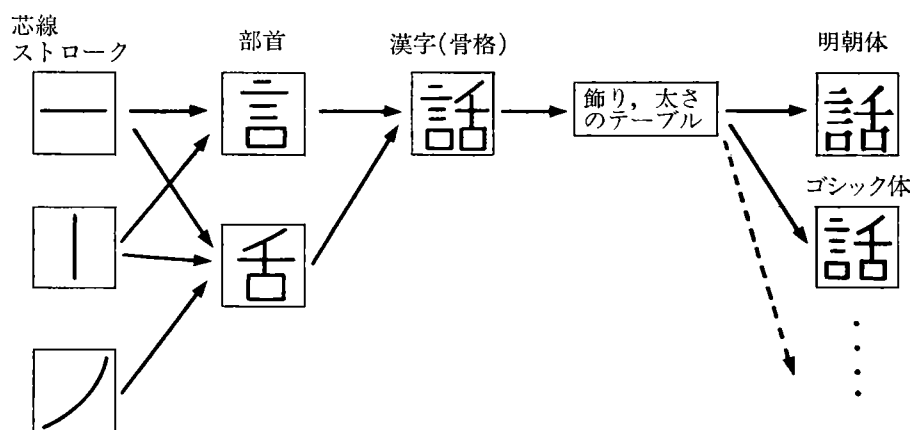 芯線
ストローク
部首
漢字(骨格)
明朝体
言
話
飾り,太さ
のテーブル
話
ゴシック体
舌
話